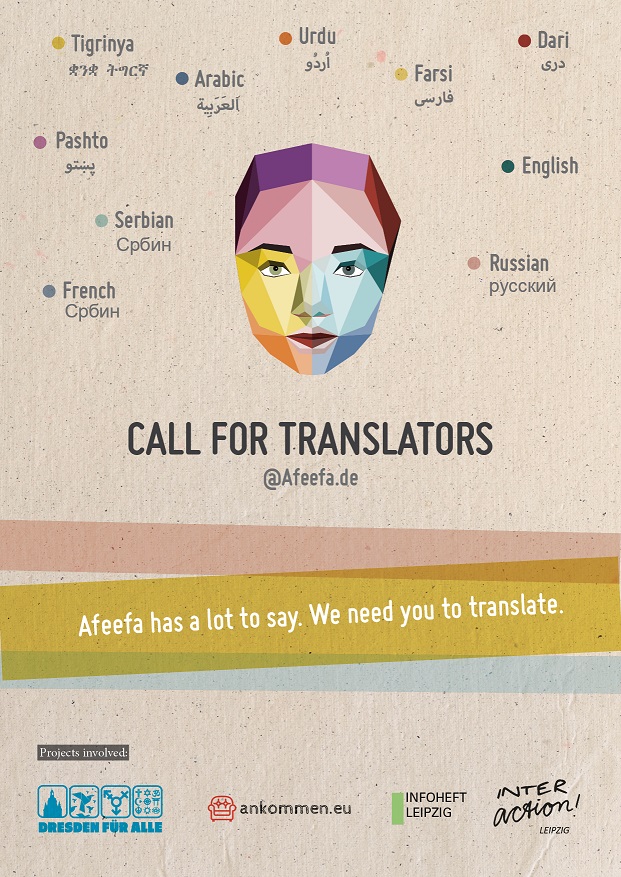 Tigrinya
ቋንቋ ትግርኛ
Arabic
اَلعَرَبِية
Urdu
اُردُو
Farsi
فارسی
Dari
دری
Pashto
پښتو
English
Serbian
Србин
Russian
русский
French
Србин
CALL FOR TRANSLATORS
@Afeefa.de
Afeefa has a lot to say. We need you to translate.
Projects involved:
DRESDEN FÜR ALLE
ankommen.eu
INFOHEFT
LEIPZIG
INTER
action!
LEIPZIG